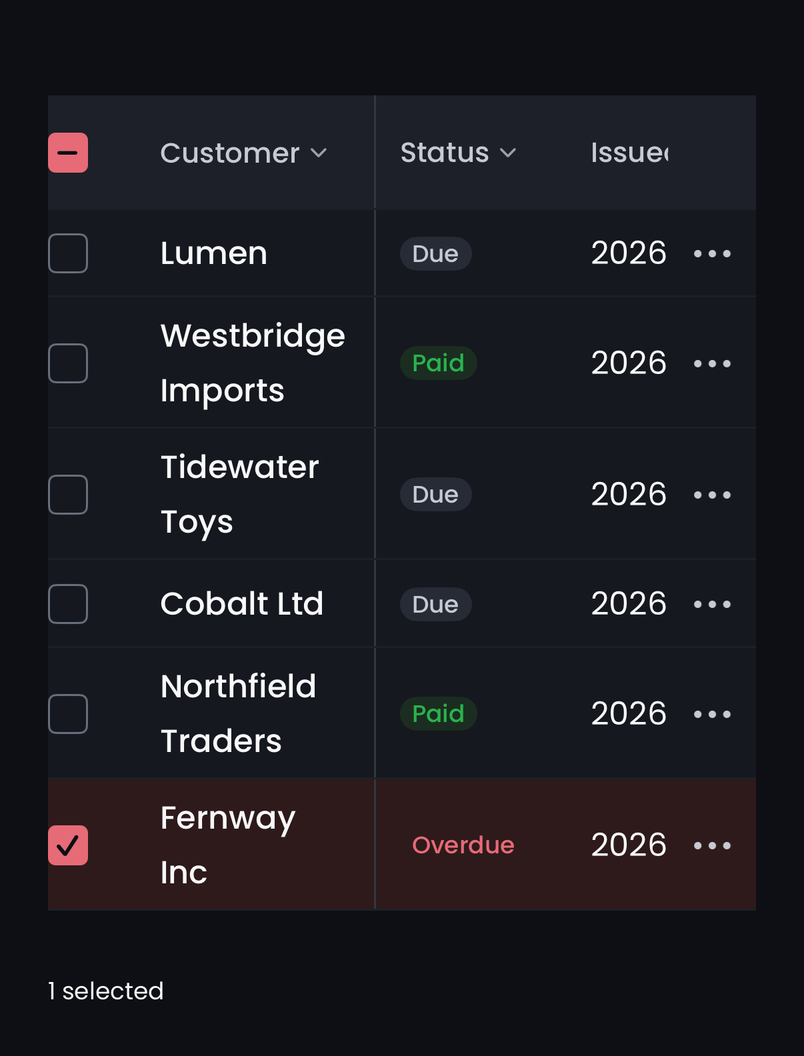 Customer Status Issue
Lumen Due 2026
Westbridge
Imports
Paid 2026
Tidewater
Toys
Due 2026
Cobalt Ltd Due 2026
Northfield
Traders
Paid 2026
Fernway
Inc
Overdue 2026
1 selected